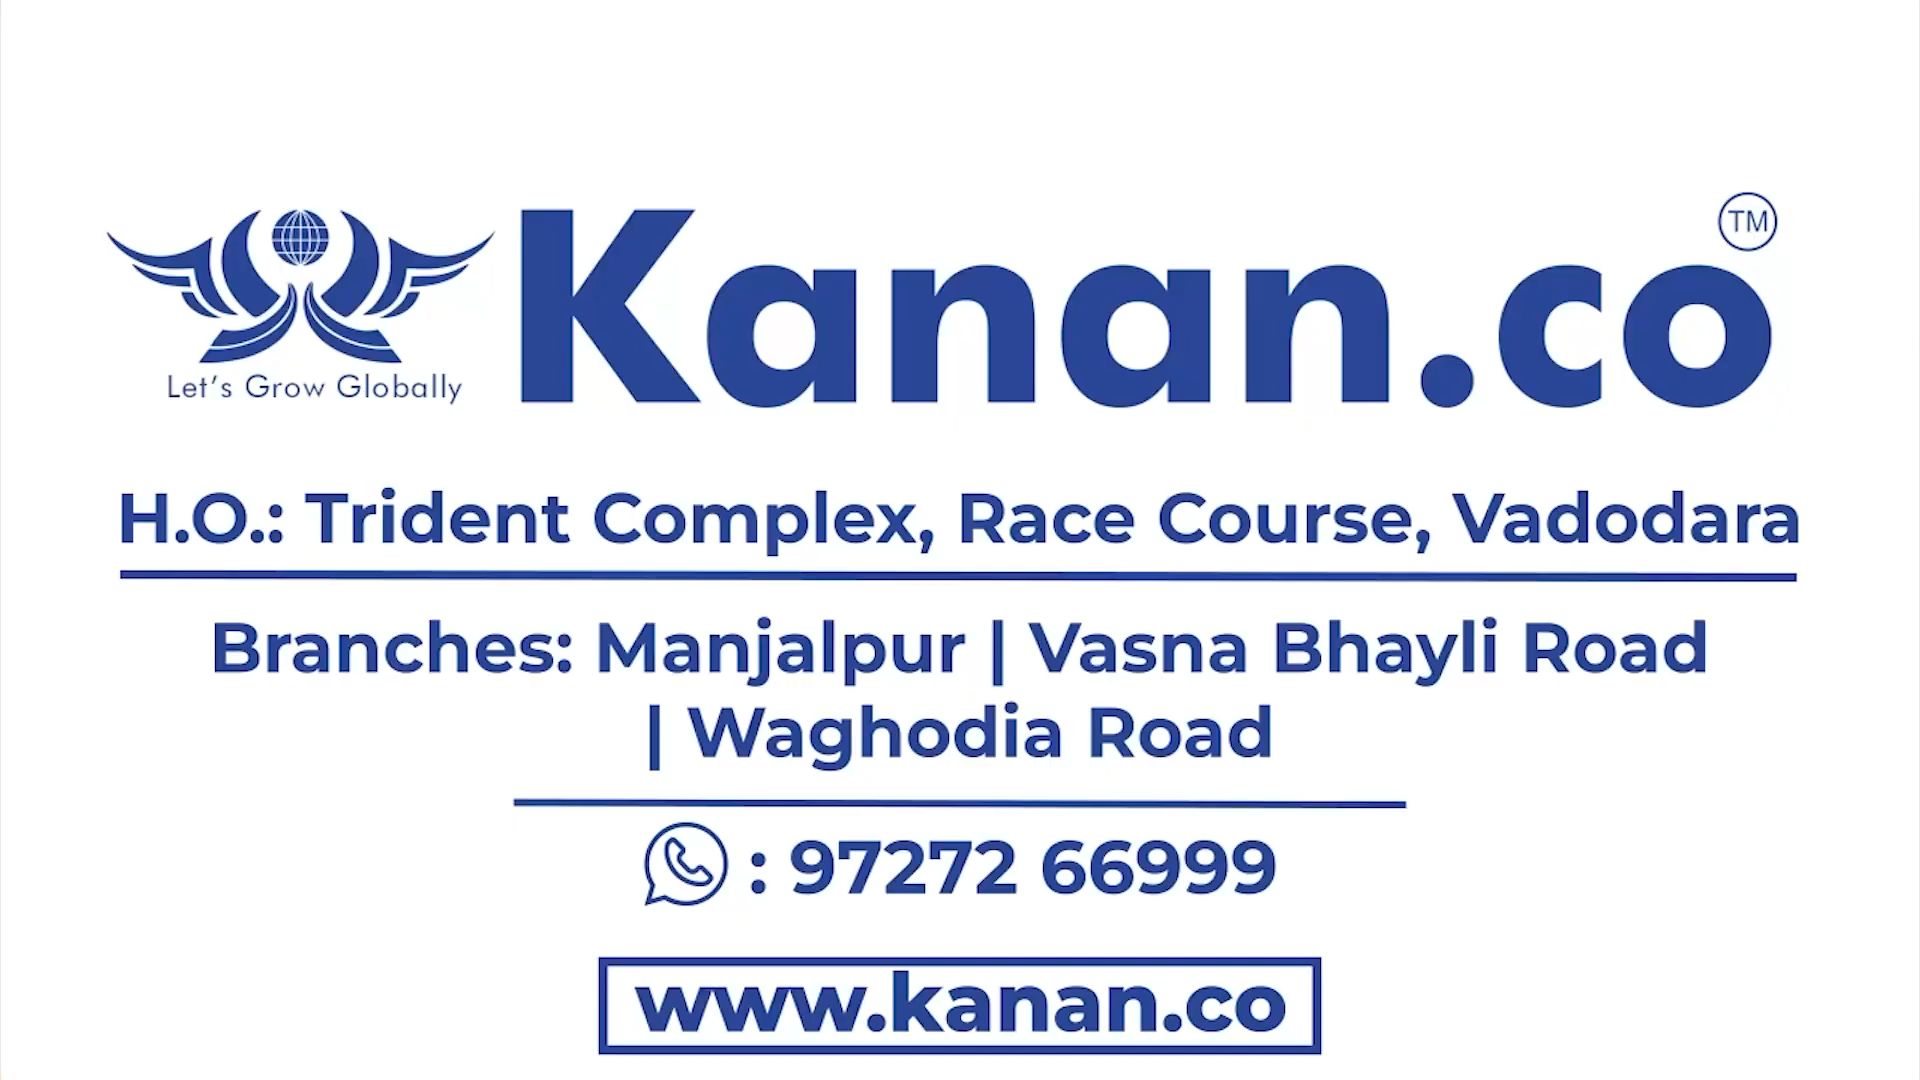 Kanan.co
TM
Let's Grow Globally
H.O.: Trident Complex, Race Course, Vadodara
Branches: Manjalpur | Vasna Bhayli Road
| Waghodia Road
: 97272 66999
www.kanan.co